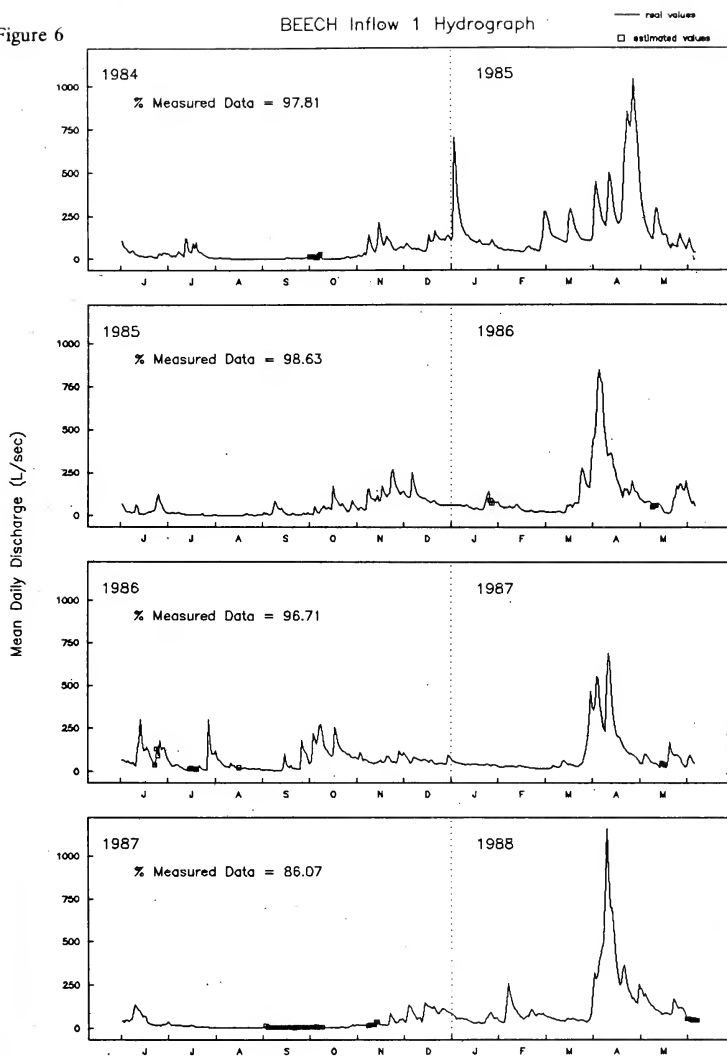 Figure 6
BEECH Inflow 1 Hydrograph
real values
estimated values
Mean Daily Discharge (L/sec)
1984
1985
% Measured Data = 97.81
1000
750
500
250
0
J J A S O N D J F M A M
1985
1986
% Measured Data = 98.63
1000
750
500
250
0
J J A S O N D J F M A M
1986
1987
% Measured Data = 96.71
1000
750
500
250
0
J J A S O N D J F M A M
1987
1988
% Measured Data = 86.07
1000
750
500
250
0
J J A S O N D J F M A M